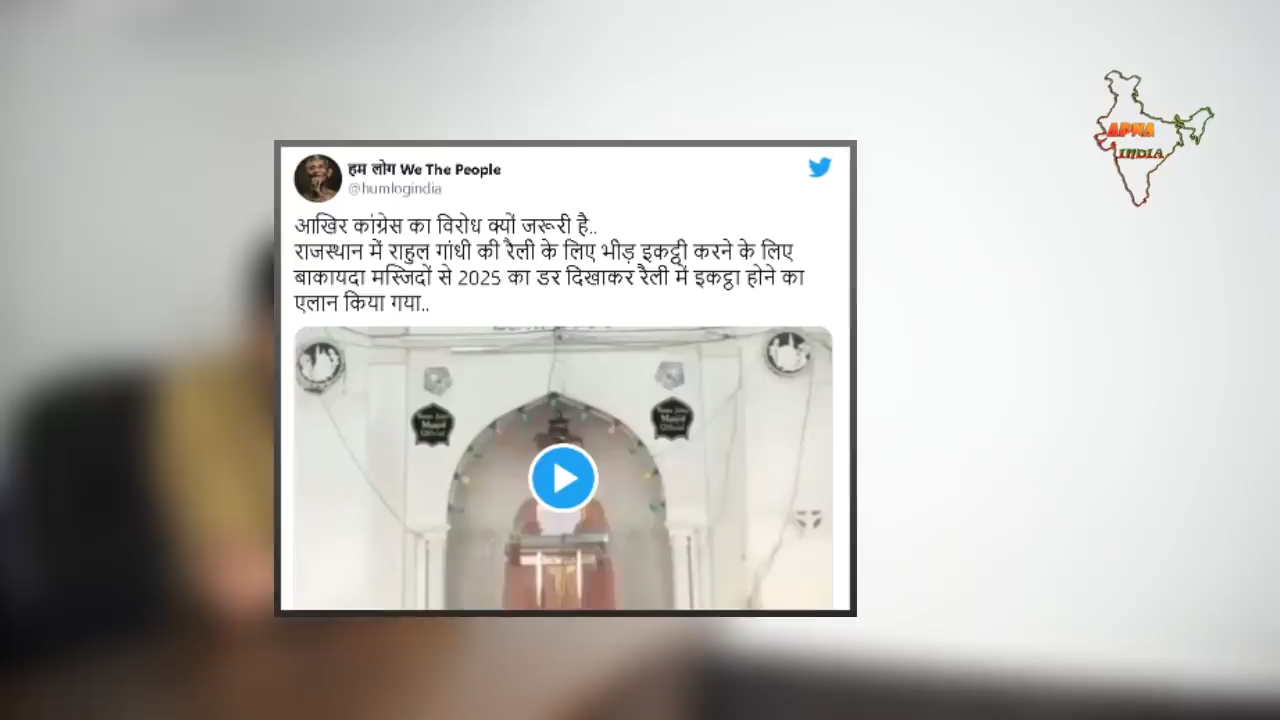 हम लोग We The People
@humlogindia
आखिर कांग्रेस का विरोध क्यों जरूरी है..
राजस्थान में राहुल गांधी की रैली के लिए भीड़ इकट्ठी करने के लिए
बाकायदा मस्जिदों से 2025 का डर दिखाकर रैली में इकट्ठा होने का
एलान किया गया..
APNA
INDIA